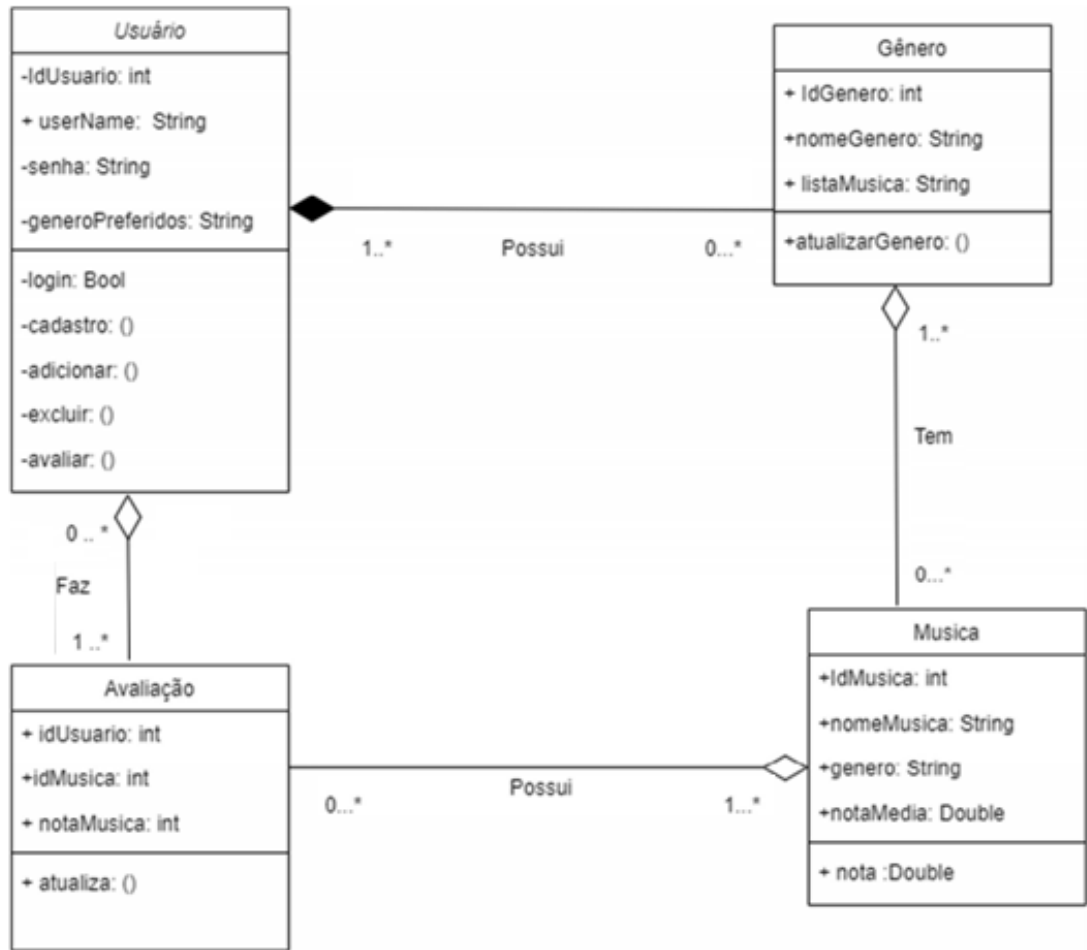 Usuário
-IdUsuario: int
+ userName: String
-senha: String
-generoPreferidos: String
-login: Bool
-cadastro: ()
-adicionar: ()
-excluir: ()
-avaliar: ()
Gênero
+ IdGenero: int
+nomeGenero: String
+ listaMusica: String
+atualizarGenero: ()
1..*
Possui
0...*
1..*
Tem
0...*
0 .. *
Faz
1 ..*
Avaliação
+ idUsuario: int
+idMusica: int
+ notaMusica: int
+ atualiza: ()
0...*
Possui
1...*
Musica
+IdMusica: int
+nomeMusica: String
+genero: String
+notaMedia: Double
+ nota :Double